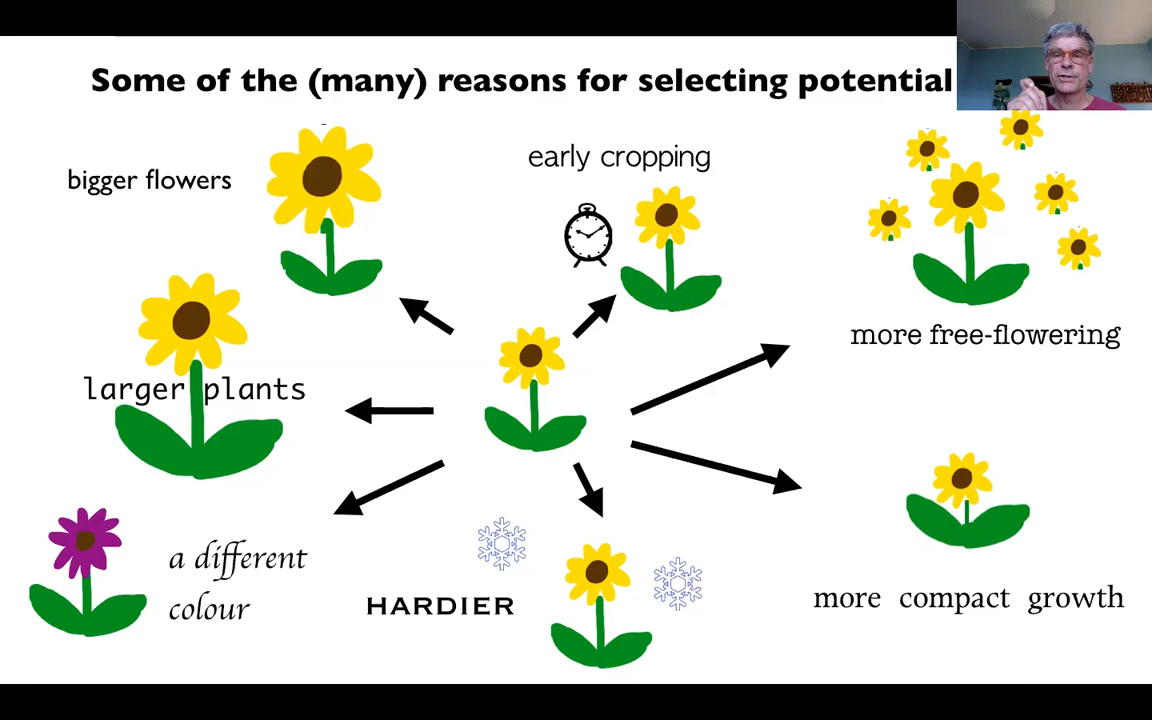 Some of the (many) reasons for selecting potential
bigger flowers
early cropping
more free-flowering
larger plants
a different
colour
HARDIER
more compact growth